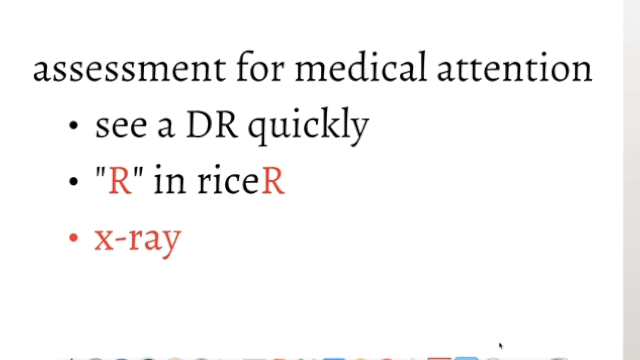 assessment for medical attention
• see a DR quickly
• "R" in riceR
• x-ray